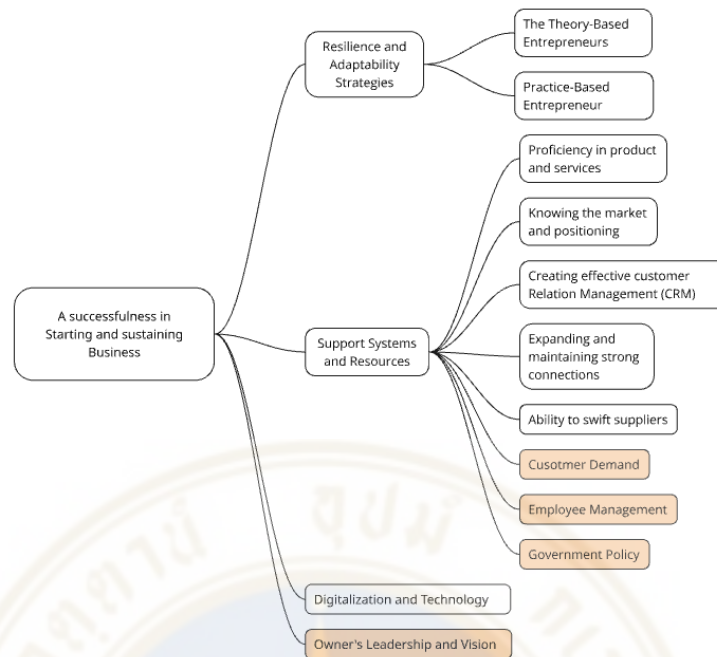 Resilience and
Adaptability
Strategies
The Theory-Based
Entrepreneurs
Practice-Based
Entrepreneur
A successfulness in
Starting and sustaining
Business
Support Systems
and Resources
Proficiency in product
and services
Knowing the market
and positioning
Creating effective customer
Relation Management (CRM)
Expanding and
maintaining strong
connections
Ability to swift suppliers
Cusotmer Demand
Employee Management
Government Policy
Digitalization and Technology
Owner's Leadership and Vision